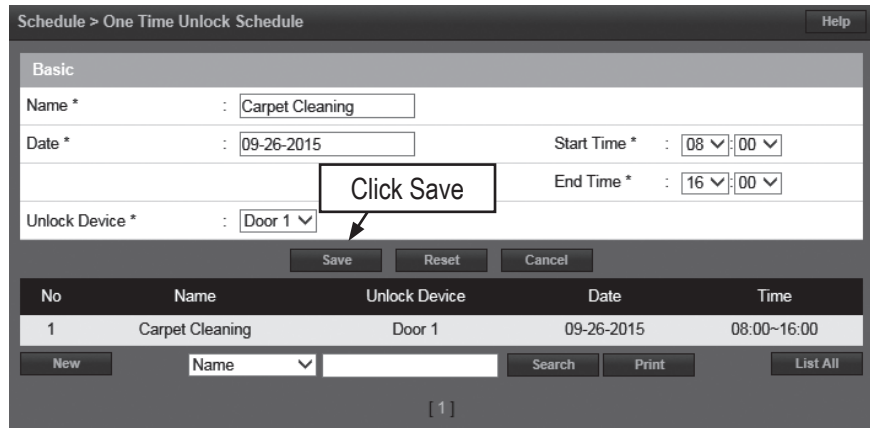 Schedule > One Time Unlock Schedule Help
Basic
Name * : Carpet Cleaning
Date * : 09-26-2015 Start Time * : 08 : 00
Click Save End Time * : 16 : 00
Unlock Device * : Door 1
Save Reset Cancel
No Name Unlock Device Date Time
1 Carpet Cleaning Door 1 09-26-2015 08:00~16:00
New Name Search Print List All
[ 1 ]